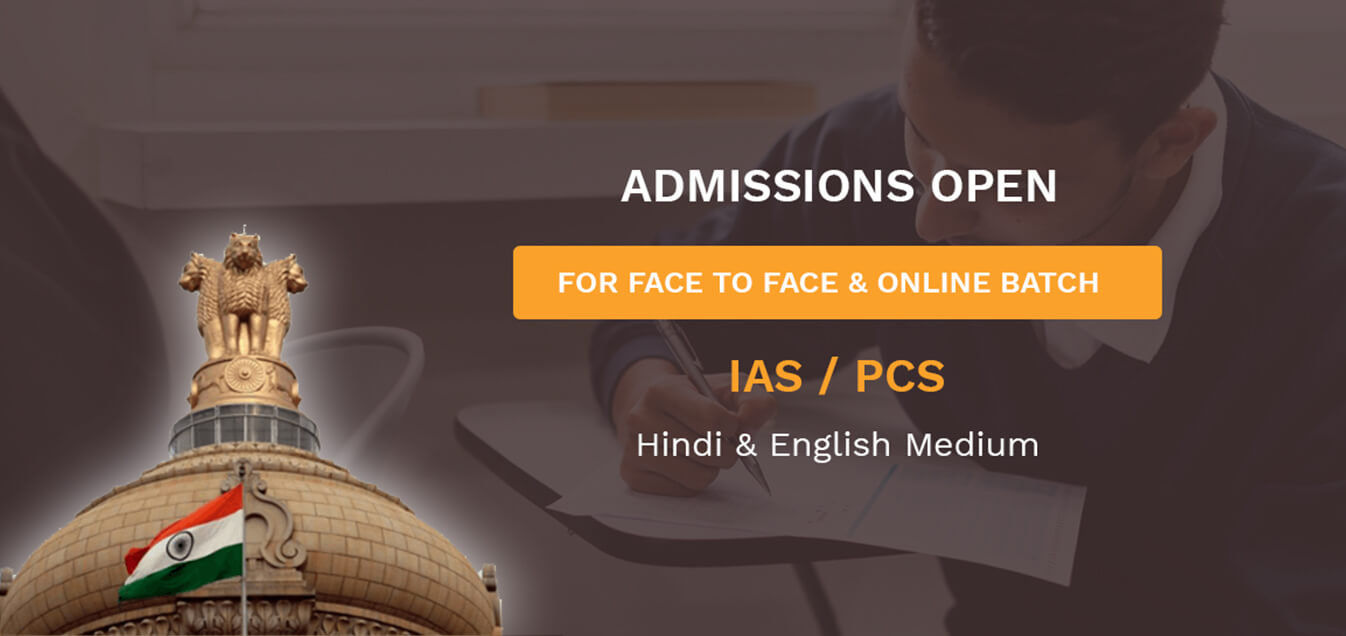 ADMISSIONS OPEN
FOR FACE TO FACE & ONLINE BATCH
IAS / PCS
Hindi & English Medium